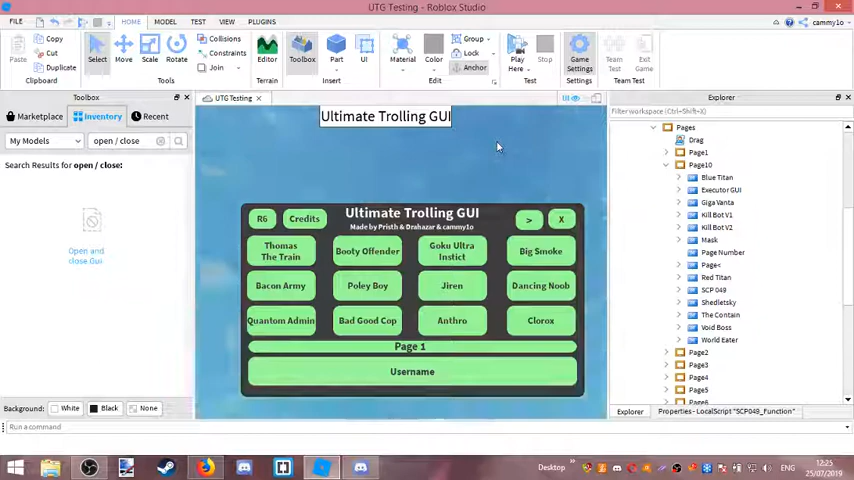 UTG Testing - Roblox Studio
FILE HOME MODEL TEST VIEW PLUGINS
cammy1o
Paste Copy Cut Duplicate
Clipboard
Select Move Scale Rotate
Collisions Constraints Join
Tools
Editor
Terrain
Toolbox Part UI
Insert
Material Color
Group Lock Anchor
Edit
Play Here Stop
Test
Game Settings
Settings
Team Test Exit Game
Team Test
Toolbox
Marketplace Inventory Recent
My Models open / close
Search Results for open / close:
Open and
close Gui
Background: White Black None
Run a command
UTG Testing
UI
Ultimate Trolling GUI
R6 Credits Ultimate Trolling GUI > X
Made by Pristh & Drahazar & cammy1o
Thomas
The Train
Booty Offender
Goku Ultra
Instict
Big Smoke
Bacon Army Poley Boy Jiren Dancing Noob
Quantom Admin Bad Good Cop Anthro Clorox
Page 1
Username
Explorer
Filter workspace (Ctrl+Shift+X)
Pages
Drag
Page1
Page10
Blue Titan
Executor GUI
Giga Vanta
Kill Bot V1
Kill Bot V2
Mask
Page Number
Page<
Red Titan
SCP 049
Shedletsky
The Contain
Void Boss
World Eater
Page2
Page3
Page4
Page5
Page6
Explorer Properties - LocalScript "SCP049_Function"
Desktop ENG 12:25
25/07/2019